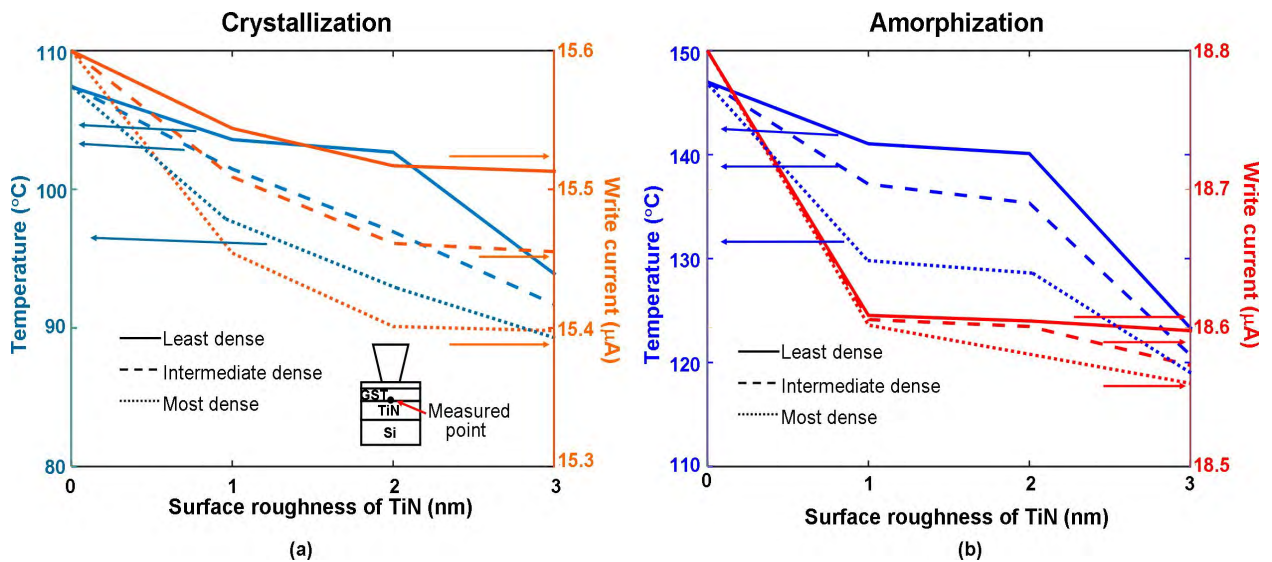 Crystallization
110
100
90
80
Temperature (°C)
15.6
15.5
15.4
15.3
Write current (µA)
Least dense
Intermediate dense
Most dense
GST
TiN
Si
Measured
point
0 1 2 3
Surface roughness of TiN (nm)
(a)
Amorphization
150
140
130
120
110
Temperature (°C)
18.8
18.7
18.6
18.5
Write current (µA)
Least dense
Intermediate dense
Most dense
0 1 2 3
Surface roughness of TiN (nm)
(b)